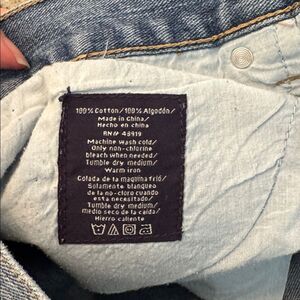 100% Cotton/100% Algodón/
Made in China/
Hecho en china
RN# 43919
Machine wash cold/
Only non-chlorine
bleach when needed/
Tumble dry medium/
Warm iron
Colada de la maquina frió/
Solamente blanqueo
de la no-cloro cuando
esta necesitado/
Tumble dry medium/
medio seco de la caida/
Hierro caliente